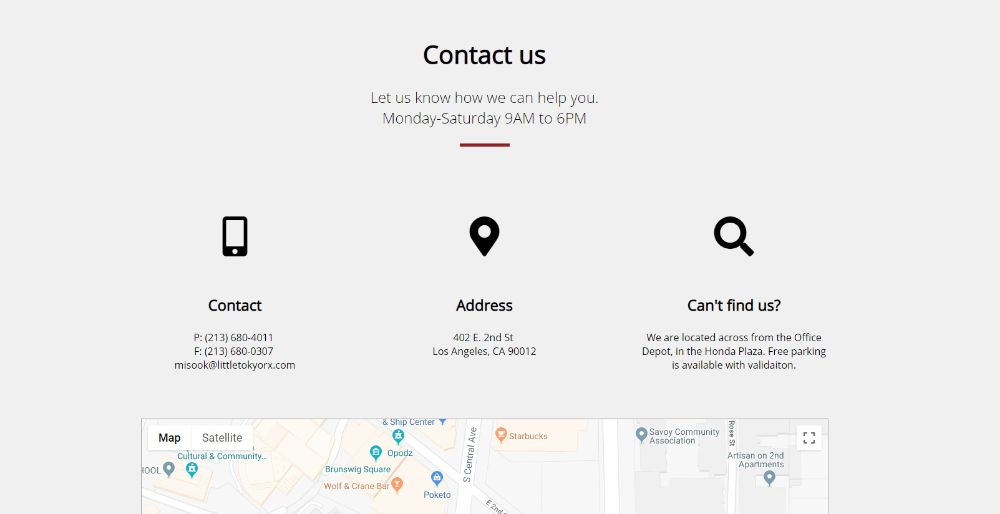 Contact us
Let us know how we can help you.
Monday-Saturday 9AM to 6PM
Contact
P: (213) 680-4011
F: (213) 680-0307
misook@littletokyorx.com
Address
402 E. 2nd St
Los Angeles, CA 90012
Can't find us?
We are located across from the Office
Depot, in the Honda Plaza. Free parking
is available with validaiton.
Map
Satellite
& Ship Center
Opodz
Cultural & Community...
HOOL
Brunswig Square
Wolf & Crane Bar
Poketo
S Central Ave
Starbucks
E 2nd
Savoy Community
Association
Rose St
Artisan on 2nd
Apartments